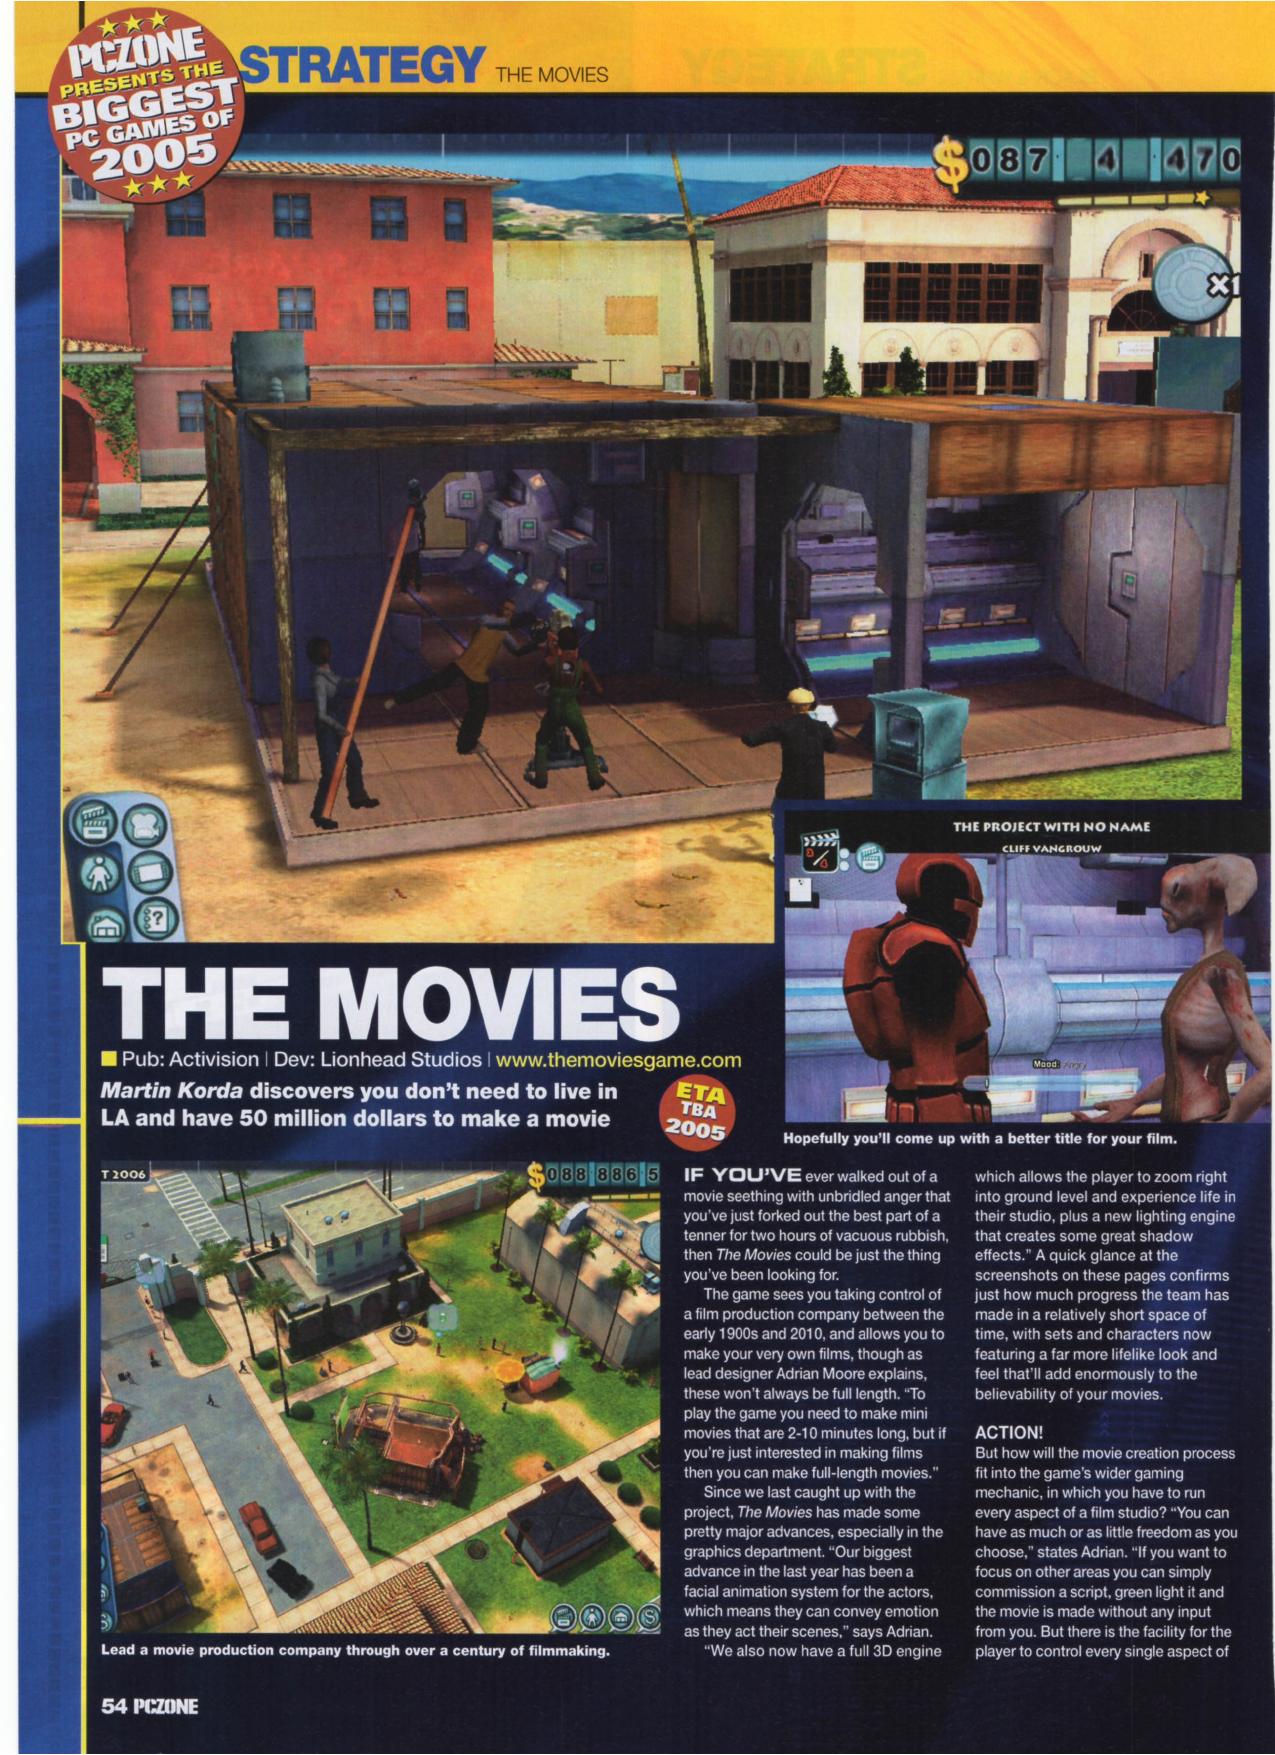 PCZONE
PRESENTS THE
BIGGEST
PC GAMES OF
2005
STRATEGY THE MOVIES
$087 4 470
X1
THE PROJECT WITH NO NAME
CLIFF VANGROUW
Mood: Angry
Hopefully you'll come up with a better title for your film.
THE MOVIES
Pub: Activision | Dev: Lionhead Studios | www.themoviesgame.com
Martin Korda discovers you don't need to live in
LA and have 50 million dollars to make a movie
ETA
TBA
2005
T 2006
$088 886 5
Lead a movie production company through over a century of filmmaking.
IF YOU'VE ever walked out of a
movie seething with unbridled anger that
you've just forked out the best part of a
tenner for two hours of vacuous rubbish,
then The Movies could be just the thing
you've been looking for.
The game sees you taking control of
a film production company between the
early 1900s and 2010, and allows you to
make your very own films, though as
lead designer Adrian Moore explains,
these won't always be full length. "To
play the game you need to make mini
movies that are 2-10 minutes long, but if
you're just interested in making films
then you can make full-length movies."
Since we last caught up with the
project, The Movies has made some
pretty major advances, especially in the
graphics department. "Our biggest
advance in the last year has been a
facial animation system for the actors,
which means they can convey emotion
as they act their scenes," says Adrian.
"We also now have a full 3D engine
which allows the player to zoom right
into ground level and experience life in
their studio, plus a new lighting engine
that creates some great shadow
effects." A quick glance at the
screenshots on these pages confirms
just how much progress the team has
made in a relatively short space of
time, with sets and characters now
featuring a far more lifelike look and
feel that'll add enormously to the
believability of your movies.
ACTION!
But how will the movie creation process
fit into the game's wider gaming
mechanic, in which you have to run
every aspect of a film studio? "You can
have as much or as little freedom as you
choose," states Adrian. "If you want to
focus on other areas you can simply
commission a script, green light it and
the movie is made without any input
from you. But there is the facility for the
player to control every single aspect of
54 PCZONE